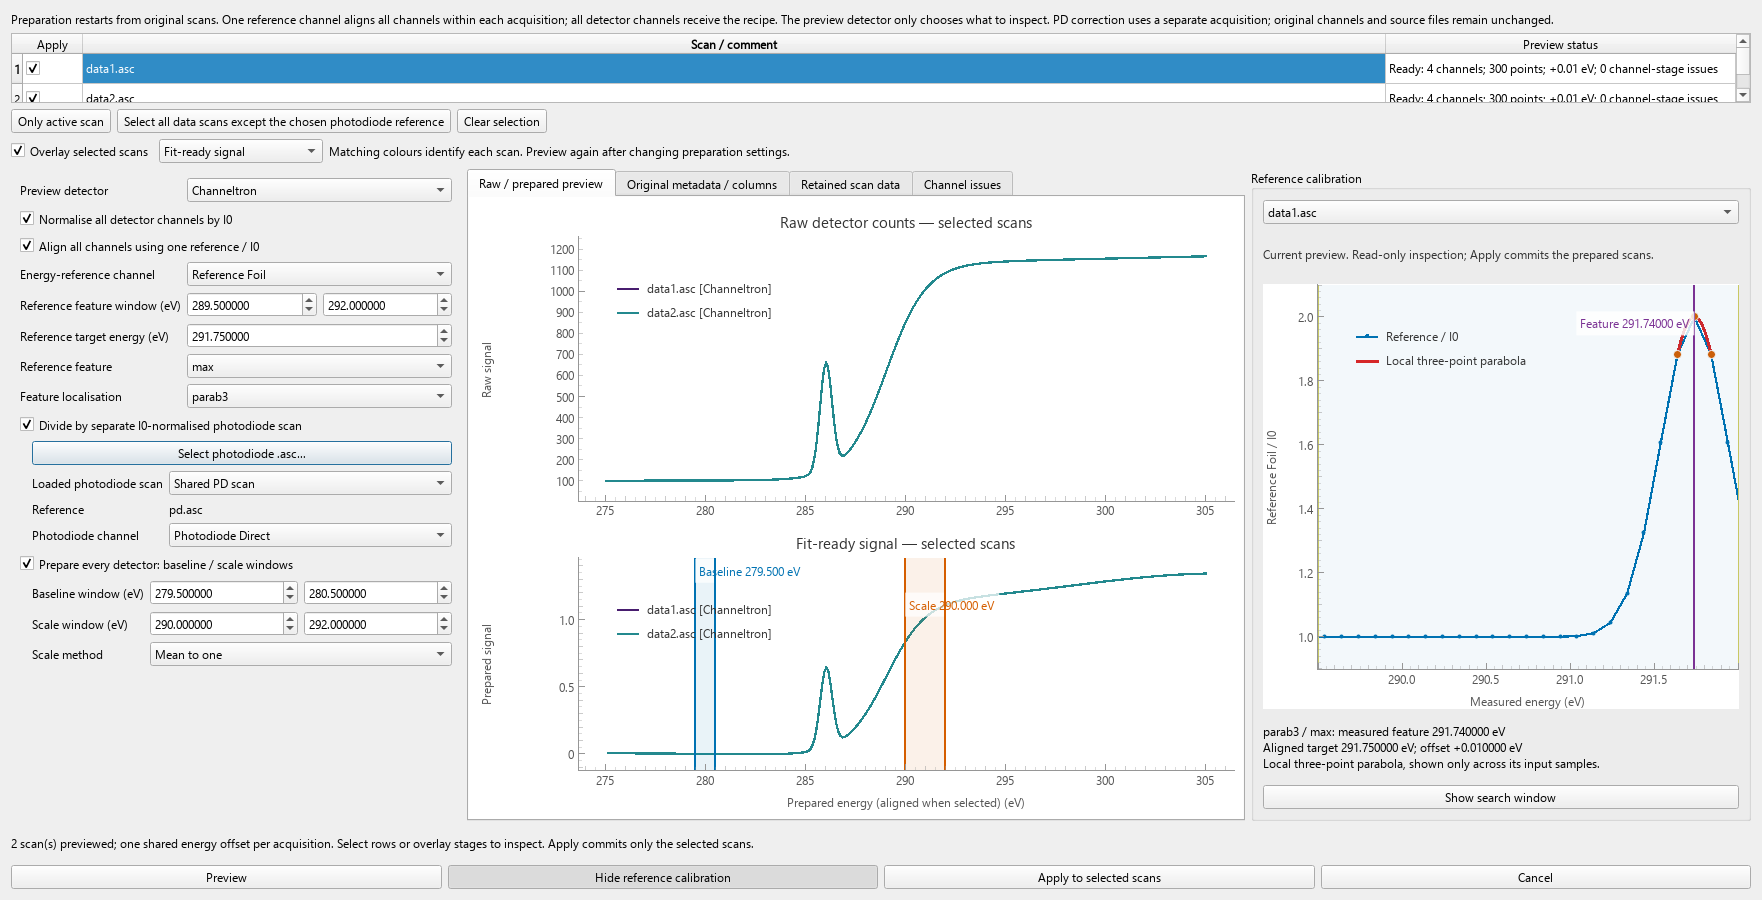 Preparation restarts from original scans. One reference channel aligns all channels within each acquisition; all detector channels receive the recipe. The preview detector only chooses what to inspect. PD correction uses a separate acquisition; original channels and source files remain unchanged.
Apply Scan / comment Preview status
1 data1.asc Ready: 4 channels; 300 points; +0.01 eV; 0 channel-stage issues
2 data2.asc Ready: 4 channels; 300 points; +0.01 eV; 0 channel-stage issues
Only active scan Select all data scans except the chosen photodiode reference Clear selection
Overlay selected scans Fit-ready signal Matching colours identify each scan. Preview again after changing preparation settings.
Preview detector Channeltron
Normalise all detector channels by I0
Align all channels using one reference / I0
Energy-reference channel Reference Foil
Reference feature window (eV) 289.500000 292.000000
Reference target energy (eV) 291.750000
Reference feature max
Feature localisation parab3
Divide by separate I0-normalised photodiode scan
Select photodiode .asc...
Loaded photodiode scan Shared PD scan
Reference pd.asc
Photodiode channel Photodiode Direct
Prepare every detector: baseline / scale windows
Baseline window (eV) 279.500000 280.500000
Scale window (eV) 290.000000 292.000000
Scale method Mean to one
Raw / prepared preview Original metadata / columns Retained scan data Channel issues
Raw detector counts — selected scans
1200
1100
1000
900
800
700
600
500
400
300
200
100
Raw signal
data1.asc [Channeltron]
data2.asc [Channeltron]
275 280 285 290 295 300 305
Fit-ready signal — selected scans
Baseline 279.500 eV
Scale 290.000 eV
data1.asc [Channeltron]
data2.asc [Channeltron]
1.0
0.5
0
Prepared signal
275 280 285 290 295 300 305
Prepared energy (aligned when selected) (eV)
Reference calibration
data1.asc
Current preview. Read-only inspection; Apply commits the prepared scans.
2.0
1.8
1.6
1.4
1.2
1.0
Reference Foil / I0
Feature 291.74000 eV
Reference / I0
Local three-point parabola
290.0 290.5 291.0 291.5
Measured energy (eV)
parab3 / max: measured feature 291.740000 eV
Aligned target 291.750000 eV; offset +0.010000 eV
Local three-point parabola, shown only across its input samples.
Show search window
2 scan(s) previewed; one shared energy offset per acquisition. Select rows or overlay stages to inspect. Apply commits only the selected scans.
Preview Hide reference calibration Apply to selected scans Cancel